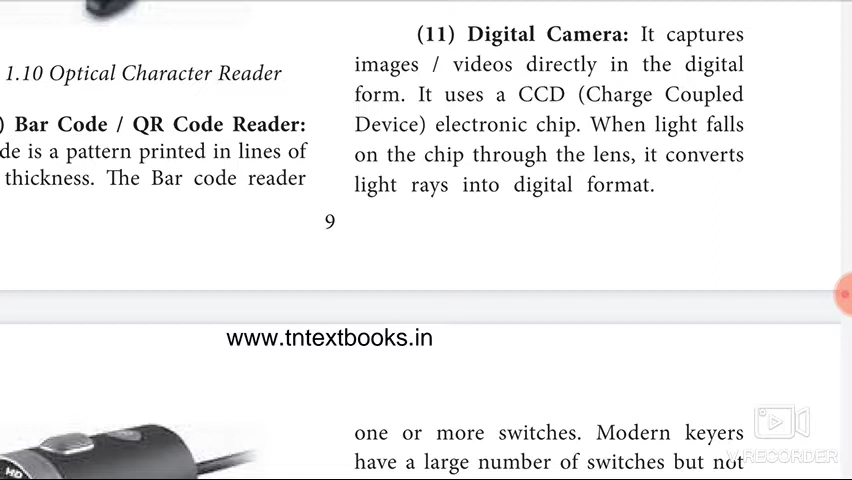 1.10 Optical Character Reader
) Bar Code / QR Code Reader:
de is a pattern printed in lines of
thickness. The Bar code reader
(11) Digital Camera: It captures
images / videos directly in the digital
form. It uses a CCD (Charge Coupled
Device) electronic chip. When light falls
on the chip through the lens, it converts
light rays into digital format.
9
www.tntextbooks.in
HD
one or more switches. Modern keyers
have a large number of switches but not
V RECORDER